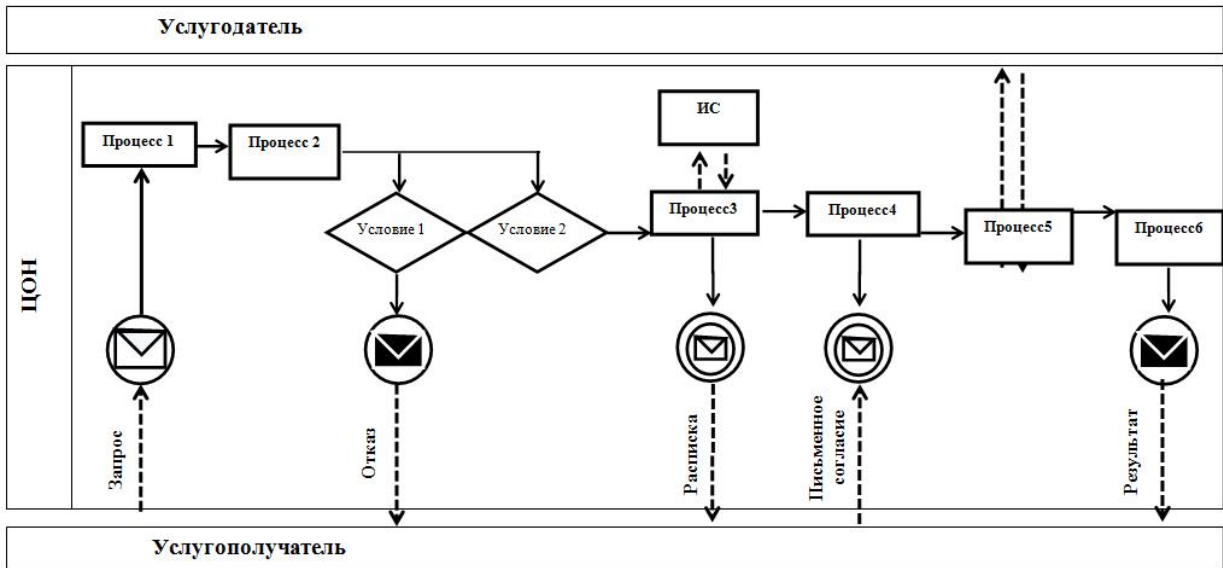 Услугодатель
ЦОН
ИС
Процесс 1
Процесс 2
Процесс3
Процесс4
Процесс5
Процесс6
Условие 1
Условие 2
Запрос
Отказ
Расписка
Письменное
согласие
Результат
Услугополучатель